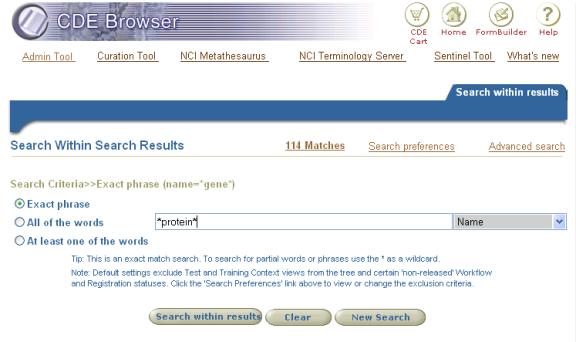 CDE Browser
CDE Cart Home FormBuilder Help
Admin Tool Curation Tool NCI Metathesaurus NCI Terminology Server Sentinel Tool What's new
Search within results
Search Within Search Results 114 Matches Search preferences Advanced search
Search Criteria>>Exact phrase (name=*gene*)
Exact phrase
All of the words *protein* Name
At least one of the words
Tip: This is an exact match search. To search for partial words or phrases use the * as a wildcard.
Note: Default settings exclude Test and Training Context views from the tree and certain 'non-released' Workflow
and Registration statuses. Click the 'Search Preferences' link above to view or change the exclusion criteria.
Search within results Clear New Search